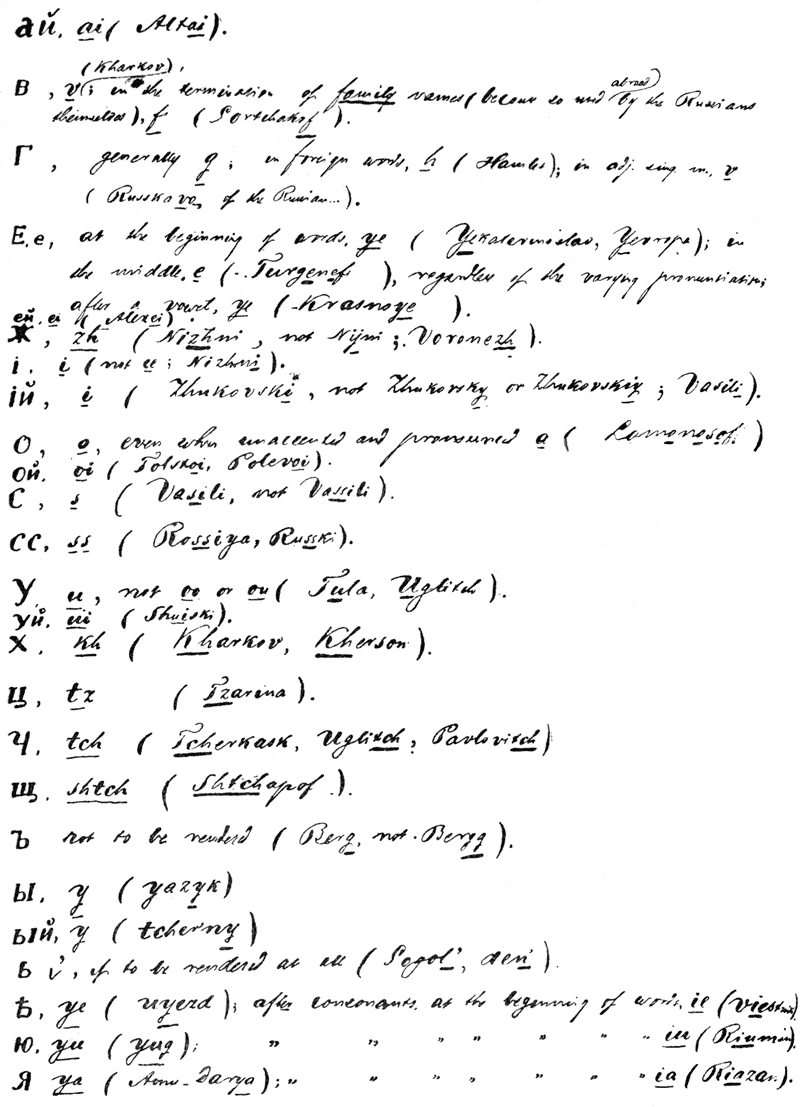 ай, ai (Altai).
(Kharkov),
В, v; in the termination of family names (because so used by the Russians abroad
themselves), f (Gortchakof).
Г, generally g; in foreign words, h (Hamlet); in adj. sing. m., v
(Russkavo, of the Russian...).
Е, е, at the beginning of words, ye (Yekaterinoslav, Yevropa); in
the middle, e (Turgenef), regardless of the varying pronunciation;
after a vowel, ye (Krasnoye).
ей, ei (Alexei).
Ж, zh (Nizhni, not Nijni; Voronezh).
і, i (not ee; Nizhni).
ій, i (Zhukovski, not Zhukovsky or Zhukovskiy; Vasili).
О, o, even when unaccented and pronounced a (Lomonosof)
ОЙ, oi (Tolstoi, Polevoi).
С, s (Vasili, not Vassili).
СС, ss (Rossiya, Russki).
У, u, not oo or ou (Tula, Uglitch).
УЙ, ui (Shuiski).
Х, kh (Kharkov, Kherson).
Ц, tz (Tzarina).
Ч, tch (Tcherkask, Uglitch, Pavlovitch)
Щ, shtch (Shtchapof).
Ъ not to be rendered (Berg, not Bergg).
Ы, y (yazyk)
ый, y (tcherny)
Ь ĭ, if to be rendered at all (Gogol', den').
Ѣ, ye (uyezd); after consonants, at the beginning of words, ie (viestnik).
Ю, yu (yug); " " " " " " " iu (Riumin).
Я ya (Amu-Darya); " " " " " " " ia (Riazan).